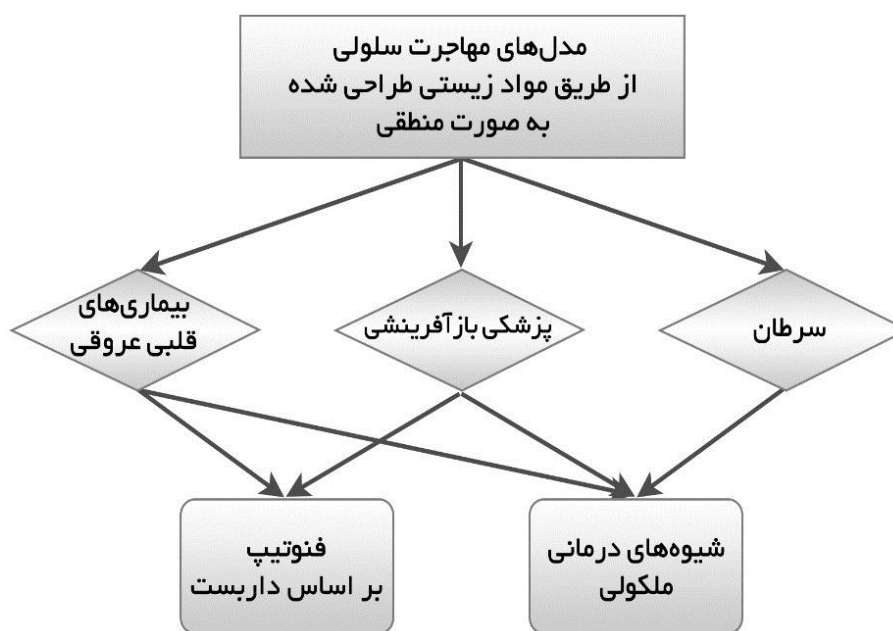 مدل‌های مهاجرت سلولی
از طریق مواد زیستی طراحی شده
به صورت منطقی
بیماری‌های
قلبی عروقی
پزشکی بازآفرینشی
سرطان
فنوتیپ
بر اساس داربست
شیوه‌های درمانی
ملکولی